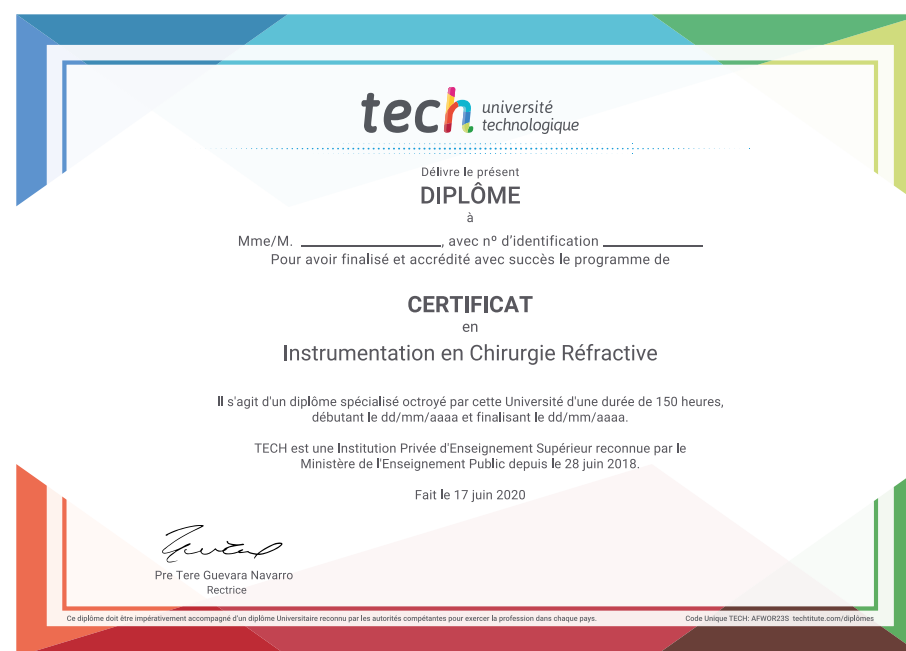 tech université
technologique
Délivre le présent
DIPLÔME
à
Mme/M. ____________________, avec nº d'identification ______________
Pour avoir finalisé et accrédité avec succès le programme de
CERTIFICAT
en
Instrumentation en Chirurgie Réfractive
Il s'agit d'un diplôme spécialisé octroyé par cette Université d'une durée de 150 heures,
débutant le dd/mm/aaaa et finalisant le dd/mm/aaaa.
TECH est une Institution Privée d'Enseignement Supérieur reconnue par le
Ministère de l'Enseignement Public depuis le 28 juin 2018.
Fait le 17 juin 2020
Pre Tere Guevara Navarro
Rectrice
Ce diplôme doit être impérativement accompagné d'un diplôme Universitaire reconnu par les autorités compétantes pour exercer la profession dans chaque pays.
Code Unique TECH: AFWOR23S techtitute.com/diplômes